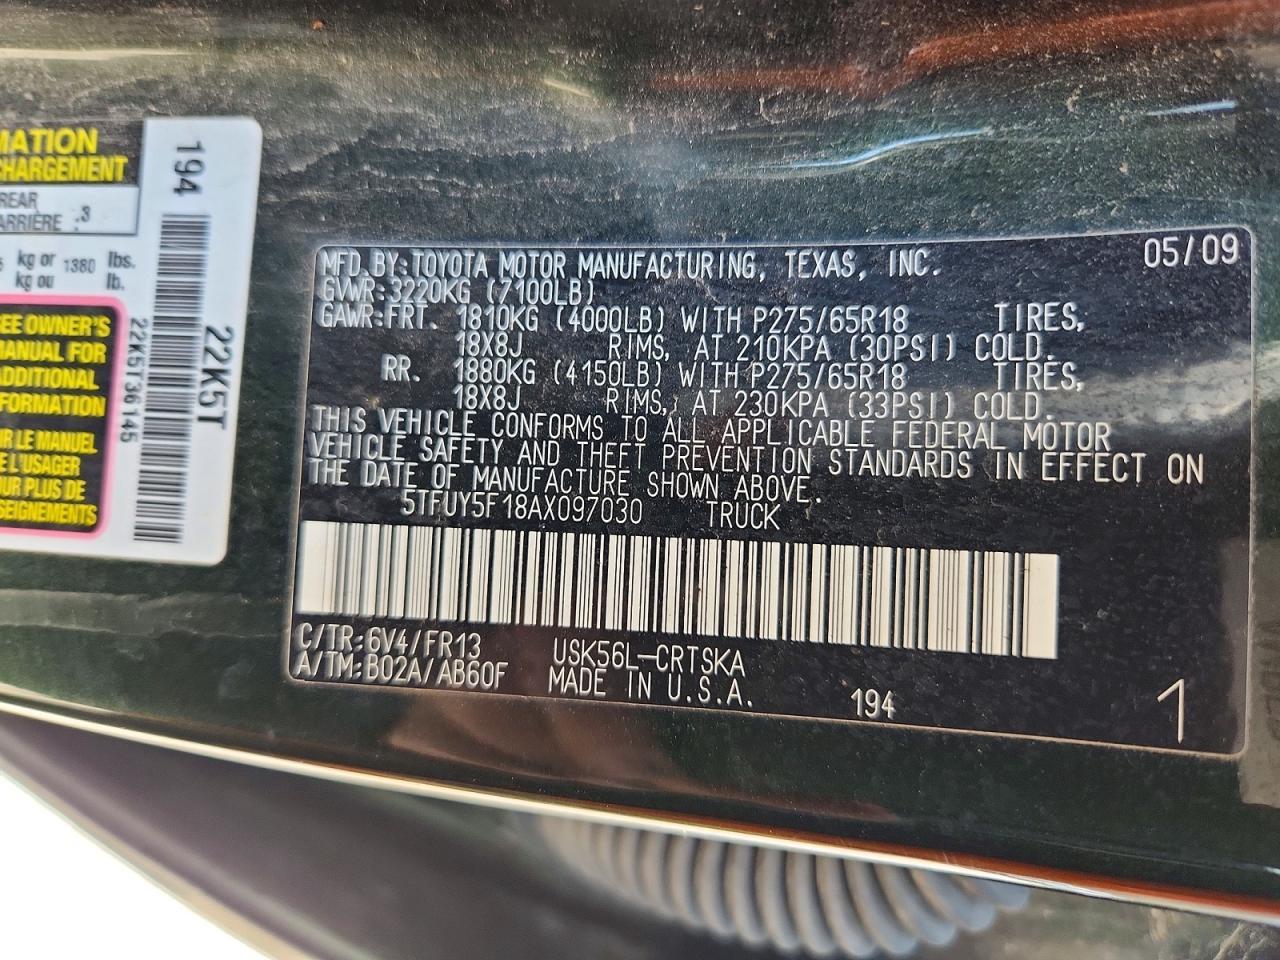 MATION
CHARGEMENT
REAR
ARRIÈRE :3
kg or 1380 lbs.
kg ou lb.
SEE OWNER'S
MANUAL FOR
ADDITIONAL
INFORMATION
LE MANUEL
L'USAGER
PLUS DE
194
22K5T36145
22K5T
MFD.BY:TOYOTA MOTOR MANUFACTURING, TEXAS, INC. 05/09
GVWR:3220KG (7100LB)
GAWR:FRT. 1810KG (4000LB) WITH P275/65R18 TIRES,
18X8J RIMS, AT 210KPA (30PSI) COLD.
RR. 1880KG (4150LB) WITH P275/65R18 TIRES,
18X8J RIMS, AT 230KPA (33PSI) COLD.
THIS VEHICLE CONFORMS TO ALL APPLICABLE FEDERAL MOTOR
VEHICLE SAFETY AND THEFT PREVENTION STANDARDS IN EFFECT ON
THE DATE OF MANUFACTURE SHOWN ABOVE.
5TFUY5F18AX097030 TRUCK
C/TR:6V4/FR13 USK56L-CRTSKA
A/TM:B02A/AB60F MADE IN U.S.A. 194 1